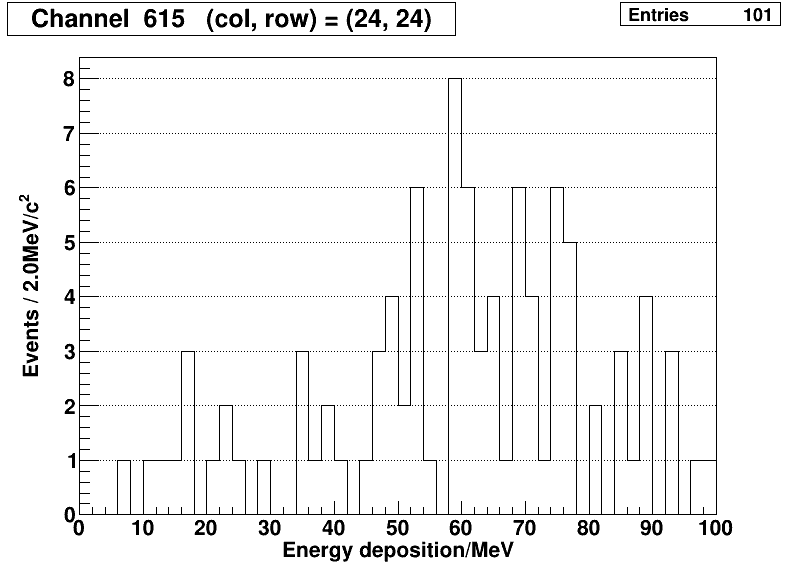 Channel 615 (col, row) = (24, 24)
Entries 101
8
7
6
5
4
3
2
1
0
Events / 2.0MeV/c²
0 10 20 30 40 50 60 70 80 90 100
Energy deposition/MeV